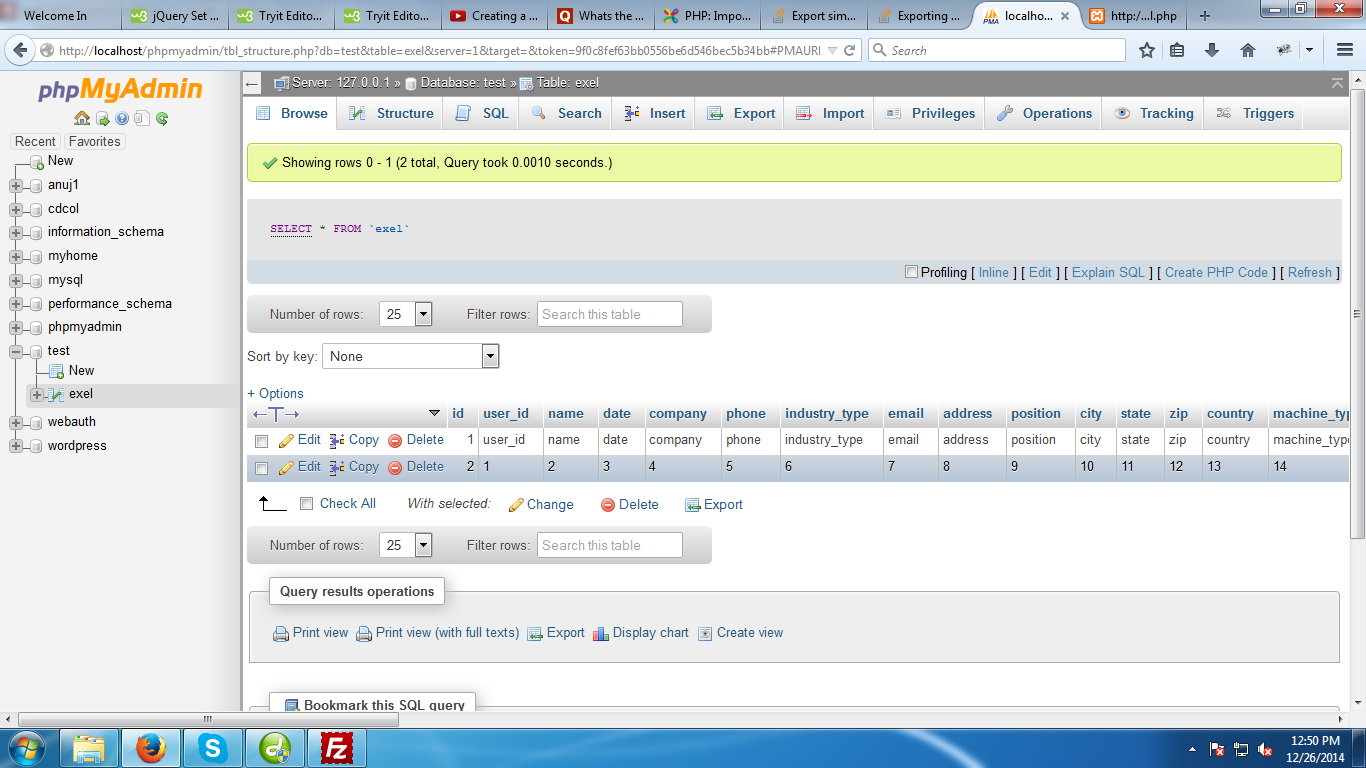 Welcome In
jQuery Set ...
Tryit Edito...
Tryit Edito...
Creating a ...
Whats the ...
PHP: Impo...
Export sim...
Exporting ...
localho...
http:/...l.php
http://localhost/phpmyadmin/tbl_structure.php?db=test&table=exel&server=1&target=&token=9f0c8fef63bb0556be6d546bec5b34bb#PMAURL
Search
phpMyAdmin
Recent Favorites
New
anuj1
cdcol
information_schema
myhome
mysql
performance_schema
phpmyadmin
test
New
exel
webauth
wordpress
Server: 127.0.0.1 » Database: test » Table: exel
Browse Structure SQL Search Insert Export Import Privileges Operations Tracking Triggers
Showing rows 0 - 1 (2 total, Query took 0.0010 seconds.)
SELECT * FROM `exel`
Profiling [ Inline ] [ Edit ] [ Explain SQL ] [ Create PHP Code ] [ Refresh ]
Number of rows: 25 Filter rows: Search this table
Sort by key: None
+ Options
←T→ id user_id name date company phone industry_type email address position city state zip country machine_typ
Edit Copy Delete 1 user_id name date company phone industry_type email address position city state zip country machine_type
Edit Copy Delete 2 1 2 3 4 5 6 7 8 9 10 11 12 13 14
Check All With selected: Change Delete Export
Number of rows: 25 Filter rows: Search this table
Query results operations
Print view Print view (with full texts) Export Display chart Create view
Bookmark this SQL query
12:50 PM
12/26/2014